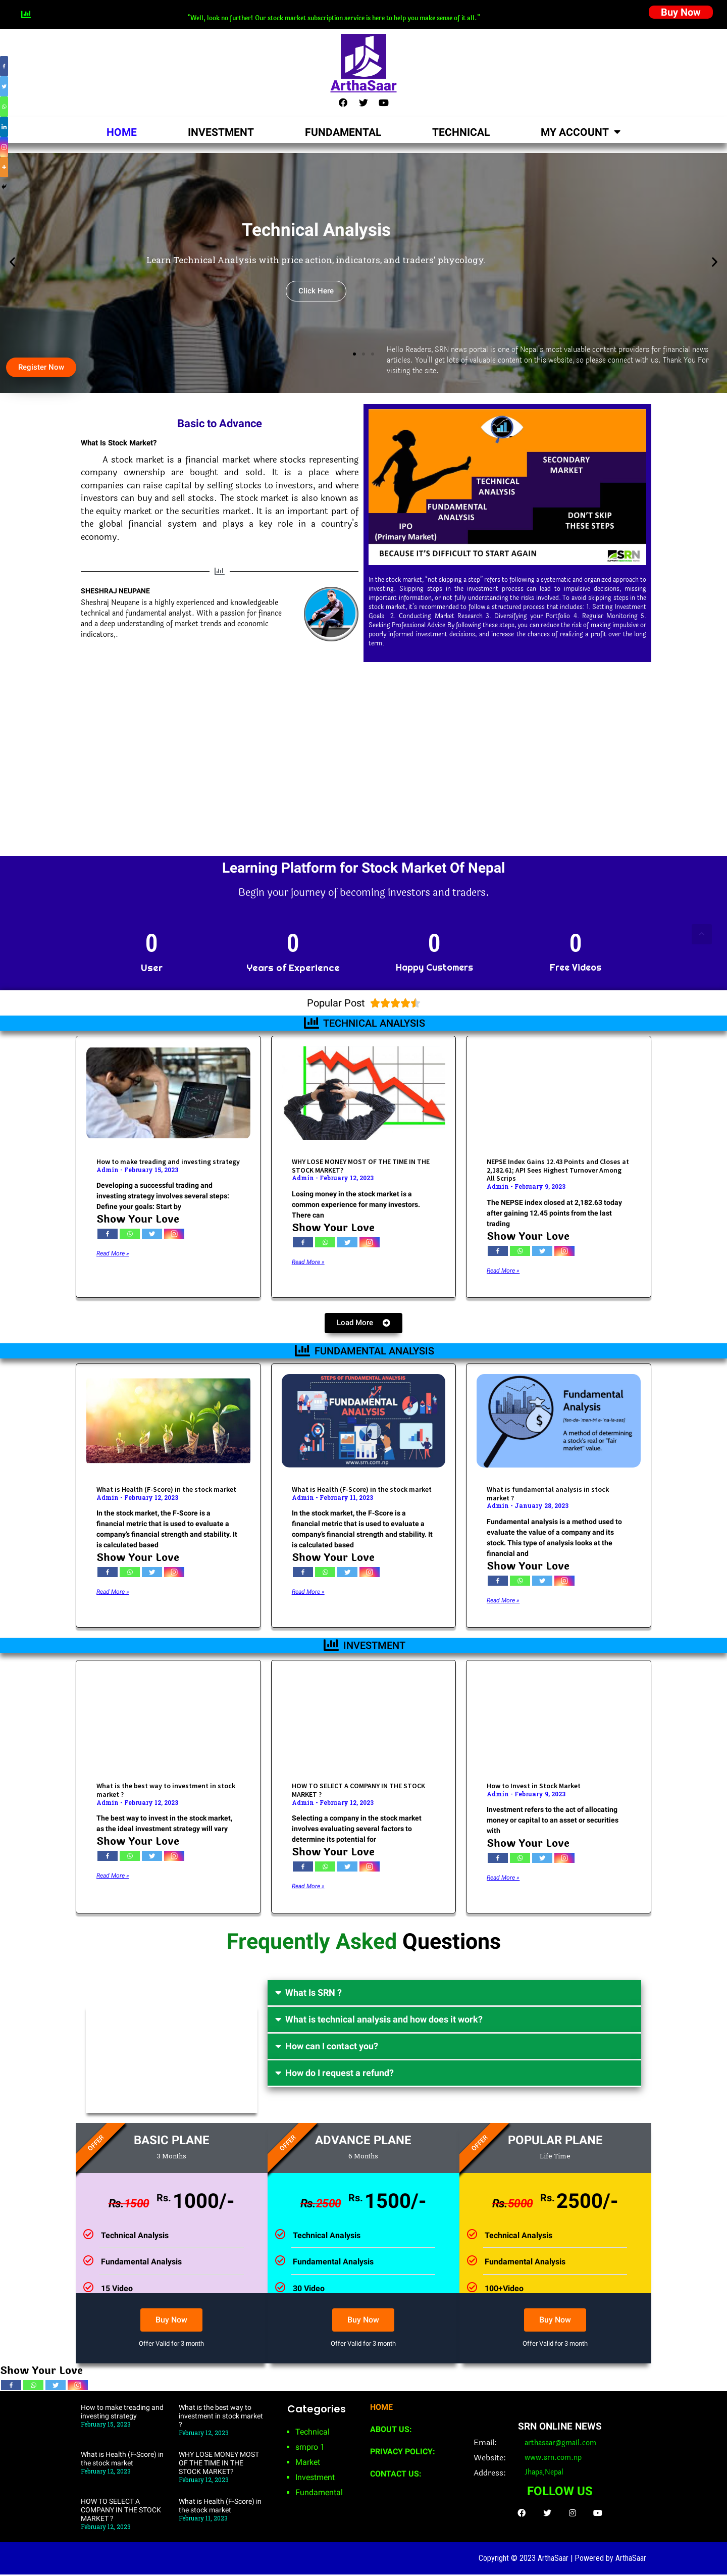 "Well, look no further! Our stock market subscription service is here to help you make sense of it all."
Buy Now
ArthaSaar
HOME
INVESTMENT
FUNDAMENTAL
TECHNICAL
MY ACCOUNT
Technical Analysis
Learn Technical Analysis with price action, indicators, and traders' phycology.
Click Here
Hello Readers, SRN news portal is one of Nepal's most valuable content providers for financial news
articles. You'll get lots of valuable content on this website, so please connect with us. Thank You For
visiting the site.
Register Now
Basic to Advance
What Is Stock Market?
A stock market is a financial market where stocks representing
company ownership are bought and sold. It is a place where
companies can raise capital by selling stocks to investors, and where
investors can buy and sell stocks. The stock market is also known as
the equity market or the securities market. It is an important part of
the global financial system and plays a key role in a country's
economy.
SHESHRAJ NEUPANE
Sheshraj Neupane is a highly experienced and knowledgeable
technical and fundamental analyst. With a passion for finance
and a deep understanding of market trends and economic
indicators,.
SECONDARY
MARKET
TECHNICAL
ANALYSIS
FUNDAMENTAL
ANALYSIS
IPO
(Primary Market)
DON'T SKIP
THESE STEPS
BECAUSE IT'S DIFFICULT TO START AGAIN
SRN
In the stock market, "not skipping a step" refers to following a systematic and organized approach to
investing. Skipping steps in the investment process can lead to impulsive decisions, missing
important information, or not fully understanding the risks involved. To avoid skipping steps in the
stock market, it's recommended to follow a structured process that includes: 1. Setting Investment
Goals 2. Conducting Market Research 3. Diversifying your Portfolio 4. Regular Monitoring 5.
Seeking Professional Advice By following these steps, you can reduce the risk of making impulsive or
poorly informed investment decisions, and increase the chances of realizing a profit over the long
term.
Learning Platform for Stock Market Of Nepal
Begin your journey of becoming investors and traders.
0
User
0
Years of Experience
0
Happy Customers
0
Free Videos
Popular Post
TECHNICAL ANALYSIS
How to make treading and investing strategy
Admin - February 15, 2023
Developing a successful trading and
investing strategy involves several steps:
Define your goals: Start by
Show Your Love
Read More »
WHY LOSE MONEY MOST OF THE TIME IN THE
STOCK MARKET?
Admin - February 12, 2023
Losing money in the stock market is a
common experience for many investors.
There can
Show Your Love
Read More »
NEPSE Index Gains 12.43 Points and Closes at
2,182.61; API Sees Highest Turnover Among
All Scrips
Admin - February 9, 2023
The NEPSE index closed at 2,182.63 today
after gaining 12.45 points from the last
trading
Show Your Love
Read More »
Load More
FUNDAMENTAL ANALYSIS
What is Health (F-Score) in the stock market
Admin - February 12, 2023
In the stock market, the F-Score is a
financial metric that is used to evaluate a
company's financial strength and stability. It
is calculated based
Show Your Love
Read More »
STEPS OF FUNDAMENTAL ANALYSIS
FUNDAMENTAL
ANALYSIS
www.srn.com.np
What is Health (F-Score) in the stock market
Admin - February 11, 2023
In the stock market, the F-Score is a
financial metric that is used to evaluate a
company's financial strength and stability. It
is calculated based
Show Your Love
Read More »
Fundamental
Analysis
A method of determining
a stock's real or "fair
market" value.
What is fundamental analysis in stock
market ?
Admin - January 28, 2023
Fundamental analysis is a method used to
evaluate the value of a company and its
stock. This type of analysis looks at the
financial and
Show Your Love
Read More »
INVESTMENT
What is the best way to investment in stock
market ?
Admin - February 12, 2023
The best way to invest in the stock market,
as the ideal investment strategy will vary
Show Your Love
Read More »
HOW TO SELECT A COMPANY IN THE STOCK
MARKET ?
Admin - February 12, 2023
Selecting a company in the stock market
involves evaluating several factors to
determine its potential for
Show Your Love
Read More »
How to Invest in Stock Market
Admin - February 9, 2023
Investment refers to the act of allocating
money or capital to an asset or securities
with
Show Your Love
Read More »
Frequently Asked Questions
What Is SRN ?
What is technical analysis and how does it work?
How can I contact you?
How do I request a refund?
OFFER
BASIC PLANE
3 Months
Rs.1500 Rs.1000/-
Technical Analysis
Fundamental Analysis
15 Video
Buy Now
Offer Valid for 3 month
OFFER
ADVANCE PLANE
6 Months
Rs.2500 Rs.1500/-
Technical Analysis
Fundamental Analysis
30 Video
Buy Now
Offer Valid for 3 month
OFFER
POPULAR PLANE
Life Time
Rs.5000 Rs.2500/-
Technical Analysis
Fundamental Analysis
100+Video
Buy Now
Offer Valid for 3 month
Show Your Love
How to make treading and
investing strategy
February 15, 2023
What is the best way to
investment in stock market
?
February 12, 2023
What is Health (F-Score) in
the stock market
February 12, 2023
WHY LOSE MONEY MOST
OF THE TIME IN THE
STOCK MARKET?
February 12, 2023
HOW TO SELECT A
COMPANY IN THE STOCK
MARKET ?
February 12, 2023
What is Health (F-Score) in
the stock market
February 11, 2023
Categories
Technical
smpro 1
Market
Investment
Fundamental
HOME
ABOUT US:
PRIVACY POLICY:
CONTACT US:
SRN ONLINE NEWS
Email: arthasaar@gmail.com
Website: www.srn.com.np
Address: Jhapa,Nepal
FOLLOW US
Copyright © 2023 ArthaSaar | Powered by ArthaSaar